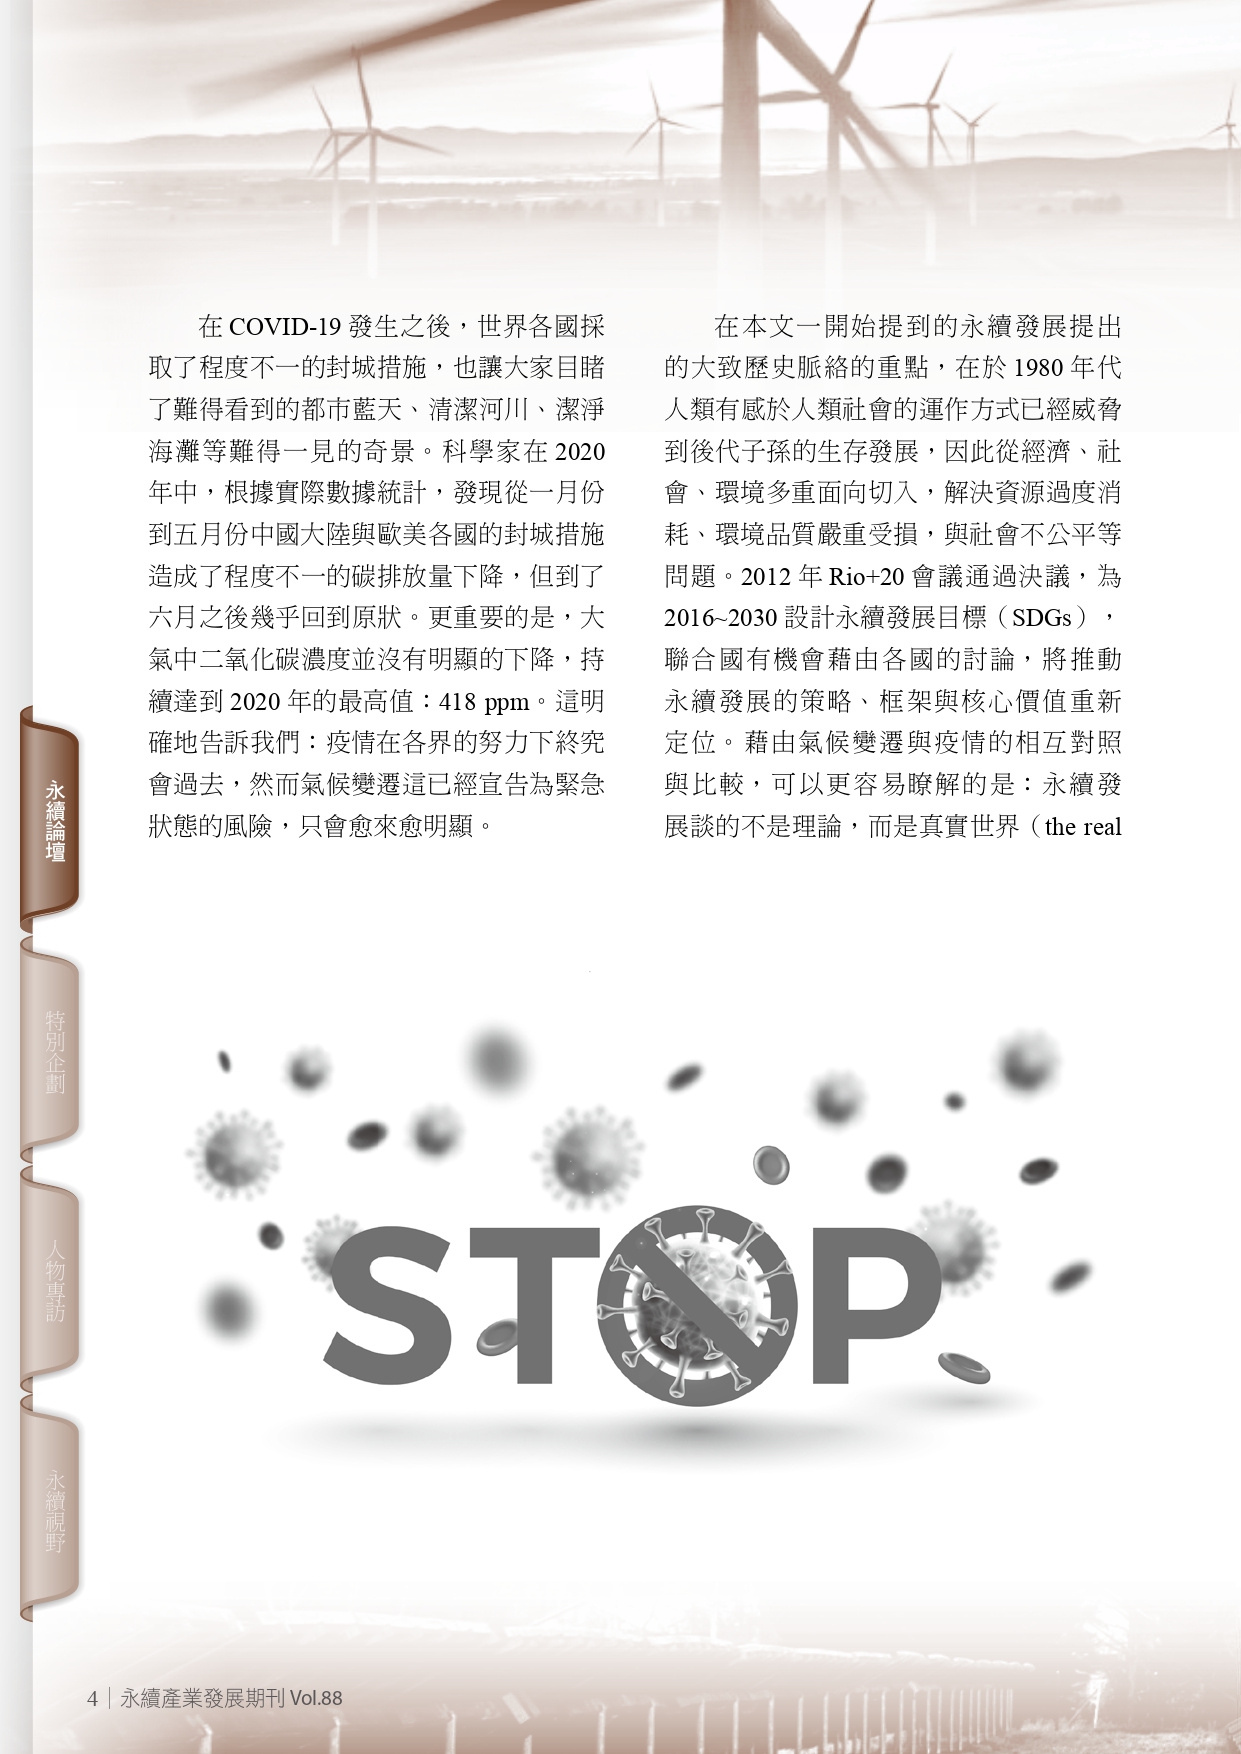 在 COVID-19 發生之後，世界各國採
取了程度不一的封城措施，也讓大家目睹
了難得看到的都市藍天、清潔河川、潔淨
海灘等難得一見的奇景。科學家在 2020
年中，根據實際數據統計，發現從一月份
到五月份中國大陸與歐美各國的封城措施
造成了程度不一的碳排放量下降，但到了
六月之後幾乎回到原狀。更重要的是，大
氣中二氧化碳濃度並沒有明顯的下降，持
續達到 2020 年的最高值：418 ppm。這明
確地告訴我們：疫情在各界的努力下終究
會過去，然而氣候變遷這已經宣告為緊急
狀態的風險，只會愈來愈明顯。
在本文一開始提到的永續發展提出
的大致歷史脈絡的重點，在於 1980 年代
人類有感於人類社會的運作方式已經威脅
到後代子孫的生存發展，因此從經濟、社
會、環境多重面向切入，解決資源過度消
耗、環境品質嚴重受損，與社會不公平等
問題。2012 年 Rio+20 會議通過決議，為
2016~2030 設計永續發展目標（SDGs），
聯合國有機會藉由各國的討論，將推動
永續發展的策略、框架與核心價值重新
定位。藉由氣候變遷與疫情的相互對照
與比較，可以更容易瞭解的是：永續發
展談的不是理論，而是真實世界（the real
永續論壇
特別企劃
人物專訪
永續視野
STOP
4｜永續產業發展期刊 Vol.88